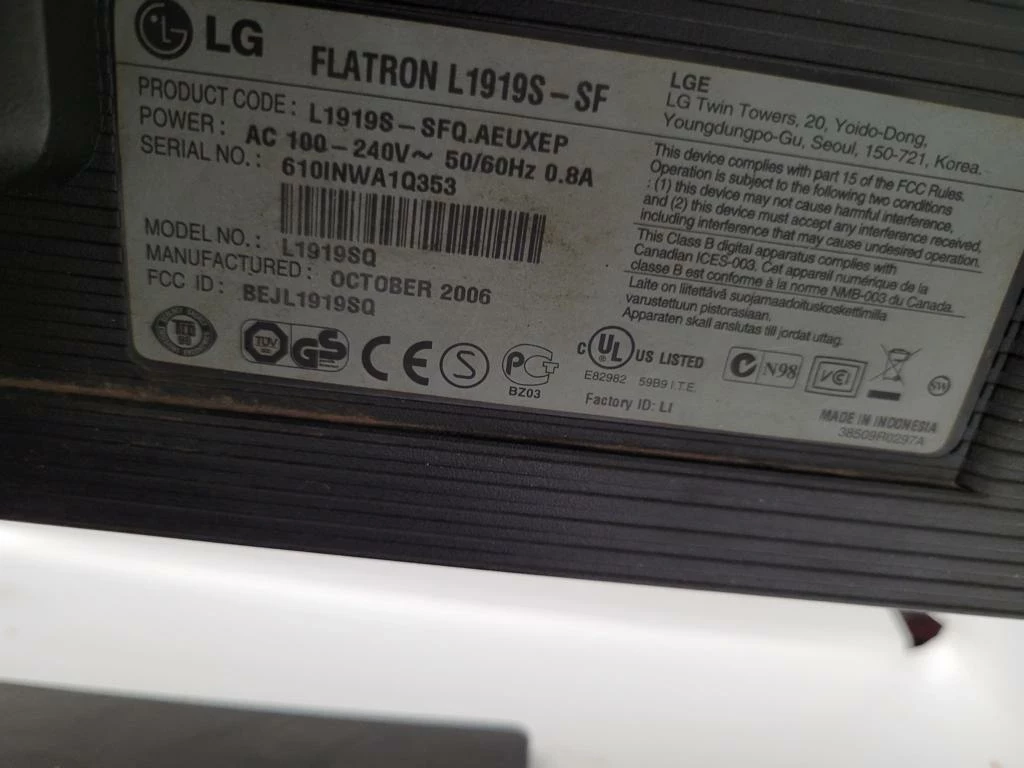 LG FLATRON L1919S-SF
PRODUCT CODE: L1919S-SFQ.AEUXEP
POWER: AC 100-240V~ 50/60Hz 0.8A
SERIAL NO.: 610INWA1Q353
MODEL NO.: L1919SQ
MANUFACTURED: OCTOBER 2006
FCC ID: BEJL1919SQ
LGE
LG Twin Towers, 20, Yoido-Dong,
Youngdungpo-Gu, Seoul, 150-721, Korea.
This device complies with part 15 of the FCC Rules.
Operation is subject to the following two conditions
: (1) this device may not cause harmful interference,
and (2) this device must accept any interference received,
including interference that may cause undesired operation.
This Class B digital apparatus complies with
Canadian ICES-003. Cet appareil numérique de la
classe B est conforme à la norme NMB-003 du Canada.
Laite on liitettävä suojamaadoituskoskettimilla
varustettuun pistorasiaan.
Apparaten skall anslutas till jordat uttag.
TÜV GS CE S PCT
BZ03
C UL US LISTED
E82982 59B9 I.T.E.
Factory ID: LI
N98
VCI
SW
MADE IN INDONESIA
38509R0297A